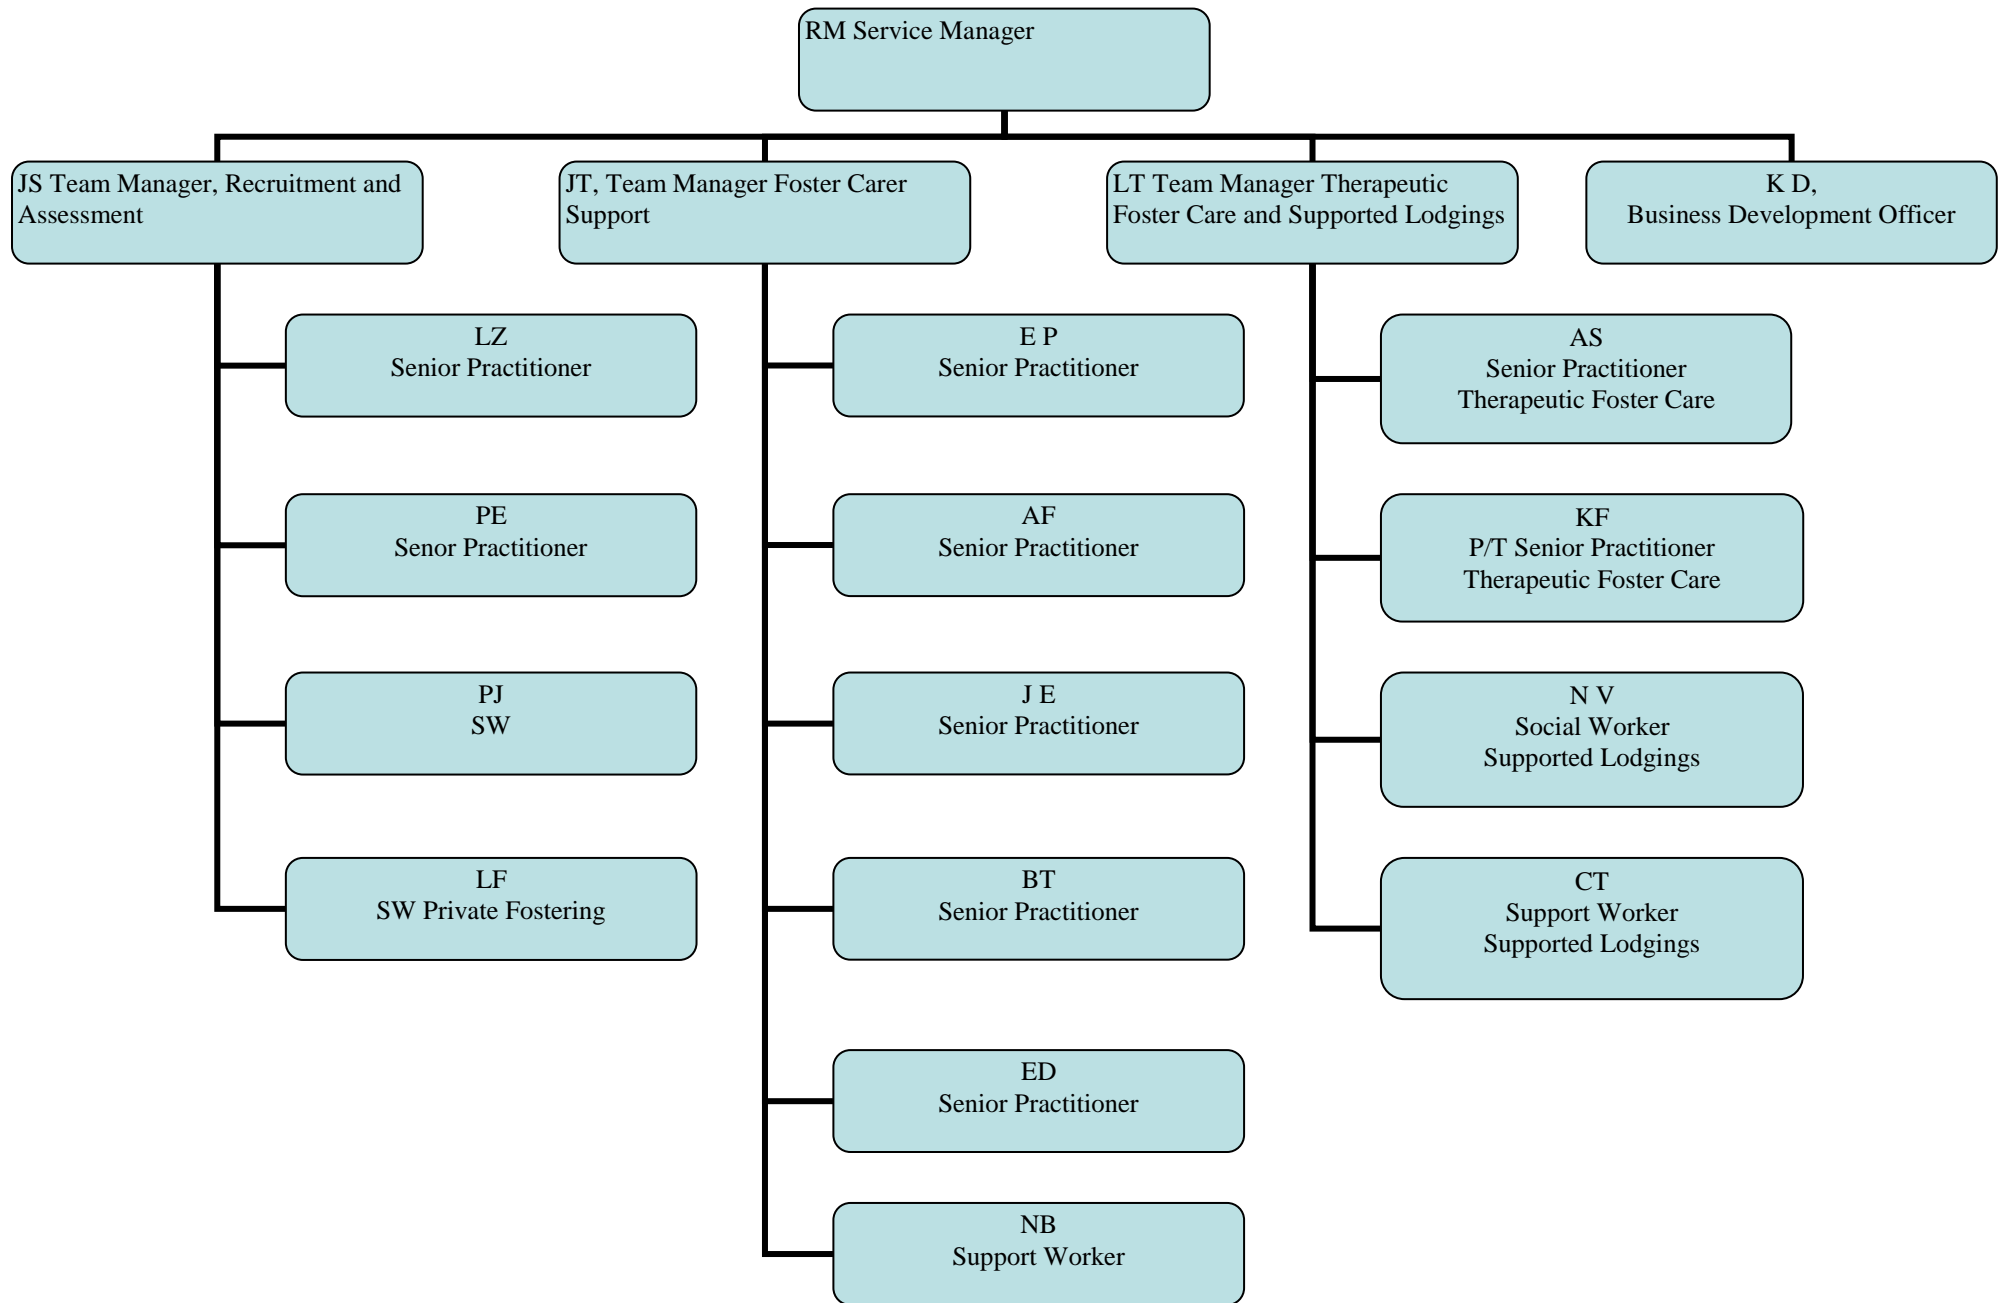 RM Service Manager
JS Team Manager, Recruitment and
Assessment
JT, Team Manager Foster Carer
Support
LT Team Manager Therapeutic
Foster Care and Supported Lodgings
K D,
Business Development Officer
LZ
Senior Practitioner
PE
Senor Practitioner
PJ
SW
LF
SW Private Fostering
E P
Senior Practitioner
AF
Senior Practitioner
J E
Senior Practitioner
BT
Senior Practitioner
ED
Senior Practitioner
NB
Support Worker
AS
Senior Practitioner
Therapeutic Foster Care
KF
P/T Senior Practitioner
Therapeutic Foster Care
N V
Social Worker
Supported Lodgings
CT
Support Worker
Supported Lodgings